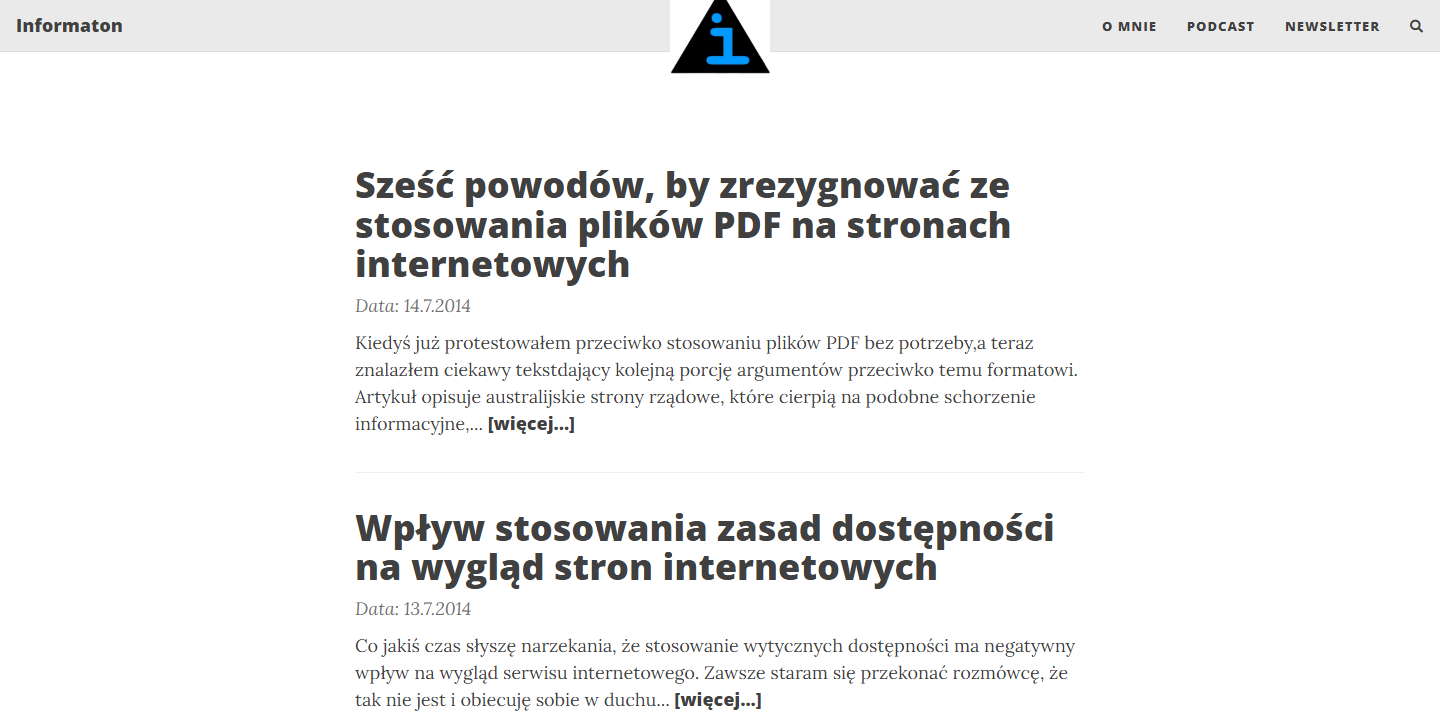 Informaton
i
O MNIE
PODCAST
NEWSLETTER
Sześć powodów, by zrezygnować ze
stosowania plików PDF na stronach
internetowych
Data: 14.7.2014
Kiedyś już protestowałem przeciwko stosowaniu plików PDF bez potrzeby,a teraz
znalazłem ciekawy tekstdający kolejną porcję argumentów przeciwko temu formatowi.
Artykuł opisuje australijskie strony rządowe, które cierpią na podobne schorzenie
informacyjne,... [więcej...]
Wpływ stosowania zasad dostępności
na wygląd stron internetowych
Data: 13.7.2014
Co jakiś czas słyszę narzekania, że stosowanie wytycznych dostępności ma negatywny
wpływ na wygląd serwisu internetowego. Zawsze staram się przekonać rozmówcę, że
tak nie jest i obiecuję sobie w duchu... [więcej...]